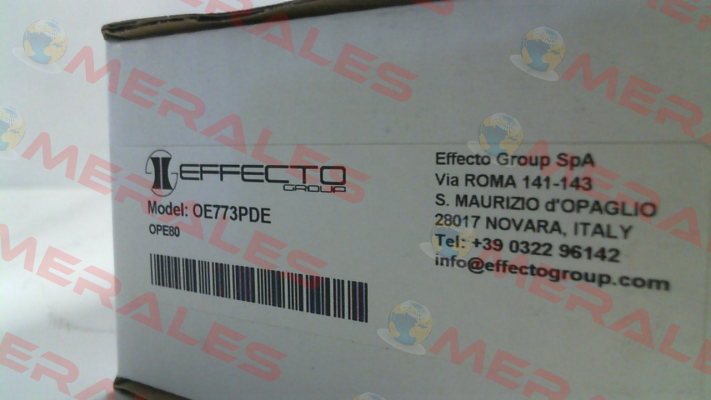 EFFECTO
GROUP
Model: OE773PDE
OPE80
Effecto Group SpA
Via ROMA 141-143
S. MAURIZIO d'OPAGLIO
28017 NOVARA, ITALY
Tel: +39 0322 96142
info@effectogroup.com
MERALES
MERALES
MERALES
MERALES
MERALES
MERALES